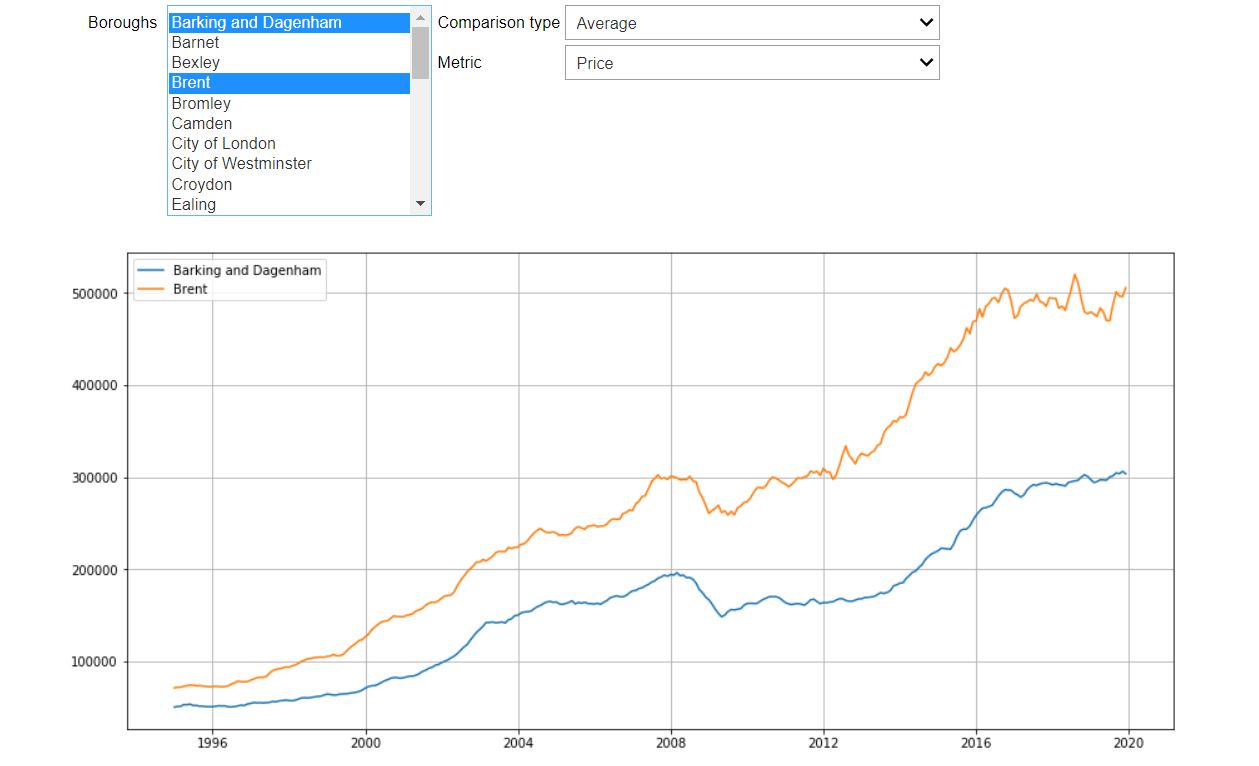 Boroughs
Barking and Dagenham
Barnet
Bexley
Brent
Bromley
Camden
City of London
City of Westminster
Croydon
Ealing
Comparison type
Average
Metric
Price
Barking and Dagenham
Brent
500000
400000
300000
200000
100000
1996 2000 2004 2008 2012 2016 2020